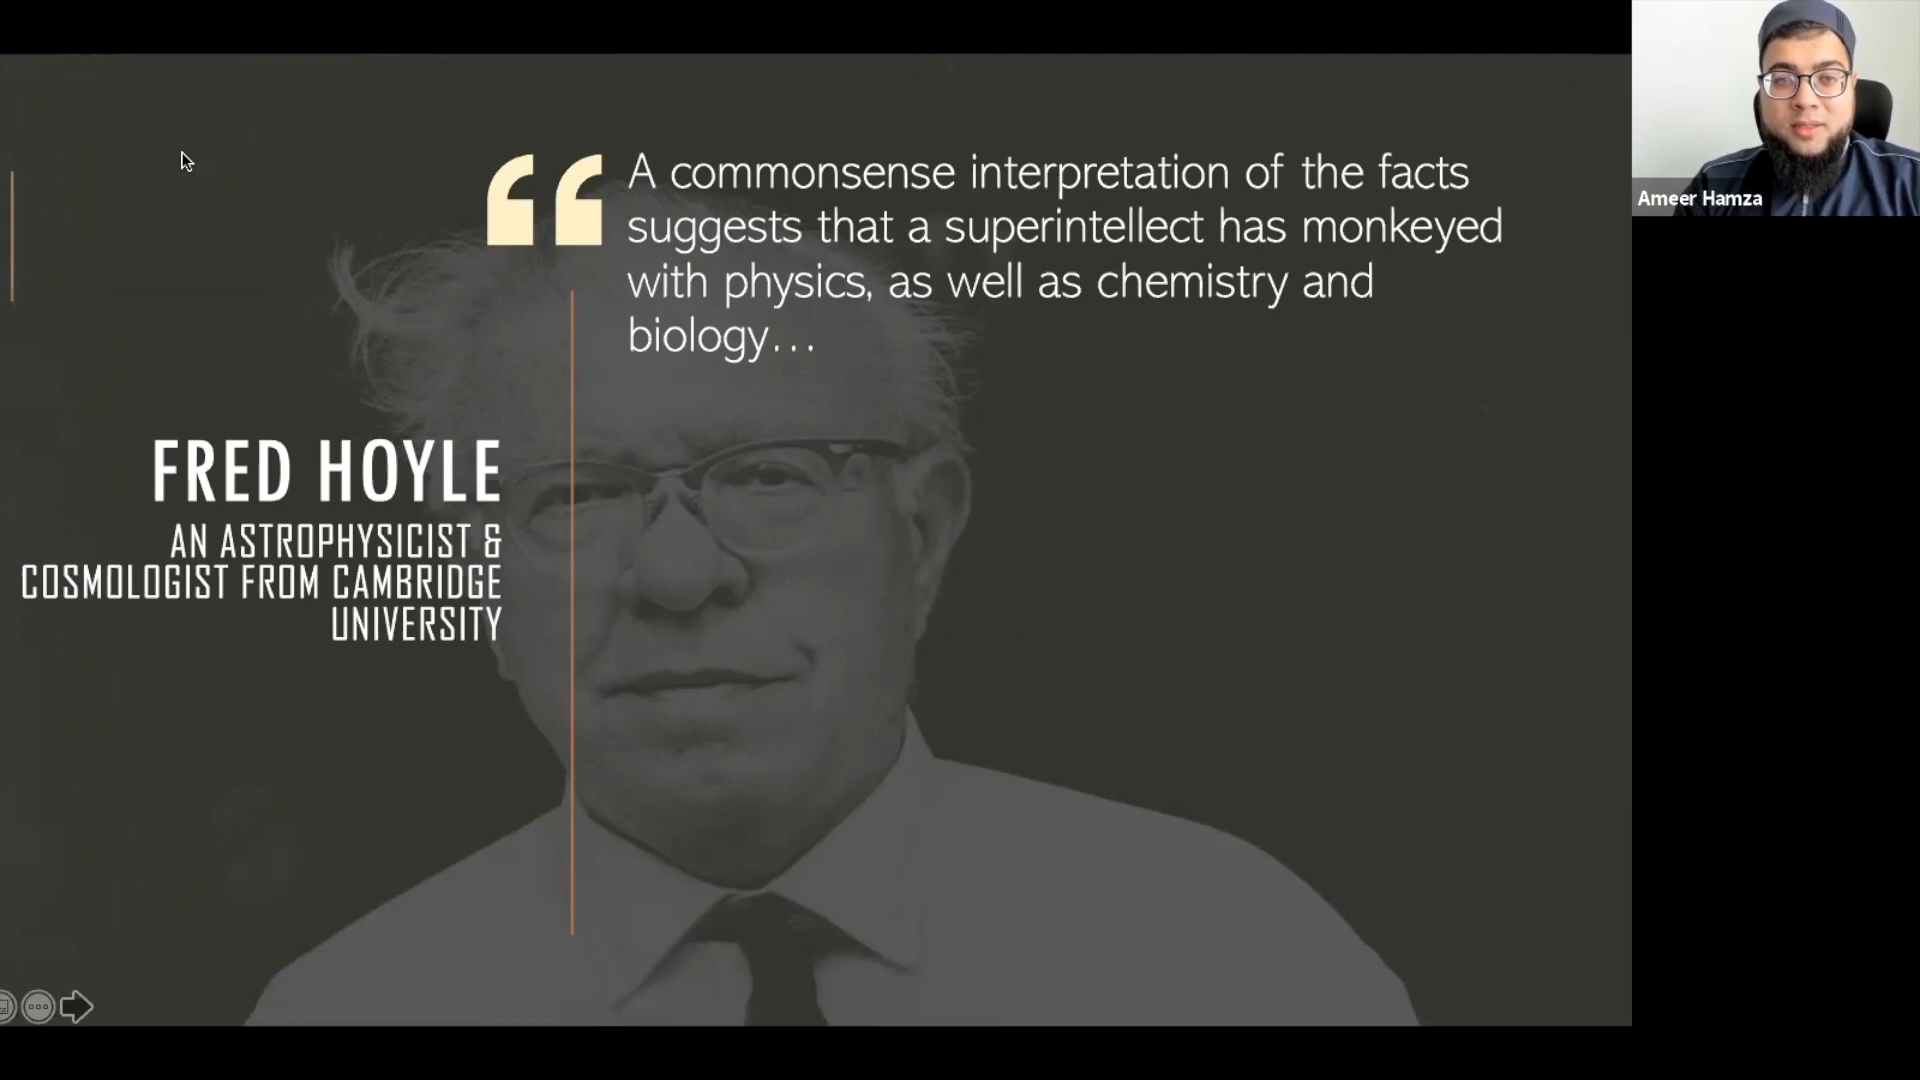 A commonsense interpretation of the facts
suggests that a superintellect has monkeyed
with physics, as well as chemistry and
biology...
FRED HOYLE
AN ASTROPHYSICIST &
COSMOLOGIST FROM CAMBRIDGE
UNIVERSITY
Ameer Hamza